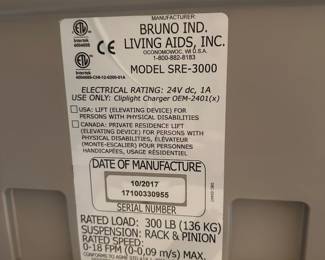 BRUNO IND.
LIVING AIDS, INC.
OCONOMOWOC, WI U.S.A.
1-800-882-8183
ETL
Intertek
4004688
CE
MODEL SRE-3000
ELECTRICAL RATING: 24V dc, 1A
USE ONLY: Cliplight Charger OEM-2401(x)
USA: LIFT (ELEVATING DEVICE) FOR
PERSONS WITH PHYSICAL DISABILITIES
CANADA: PRIVATE RESIDENCE LIFT
(ELEVATING DEVICE) FOR PERSONS WITH
PHYSICAL DISABILITIES, ÉLÉVATEUR
(MONTE-ESCALIER) POUR PERSONNES
HANDICAPÉES, USAGE RÉSIDENTIEL
DATE OF MANUFACTURE
10/2017
17100330955
SERIAL NUMBER
RATED LOAD: 300 LB (136 KG)
SUSPENSION: RACK & PINION
RATED SPEED:
0-18 FPM (0-0,09 m/s) MAX.